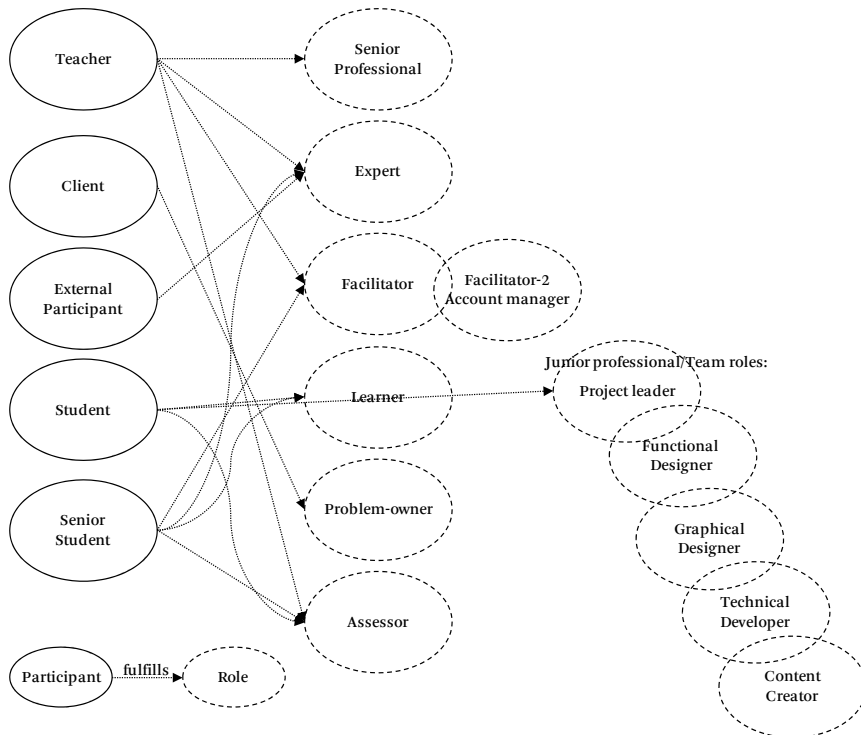 Teacher
Senior
Professional
Client
Expert
External
Participant
Facilitator
Facilitator-2
Account manager
Student
Learner
Junior professional/Team roles:
Project leader
Functional
Designer
Graphical
Designer
Technical
Developer
Content
Creator
Senior
Student
Problem-owner
Assessor
Participant
fulfills
Role